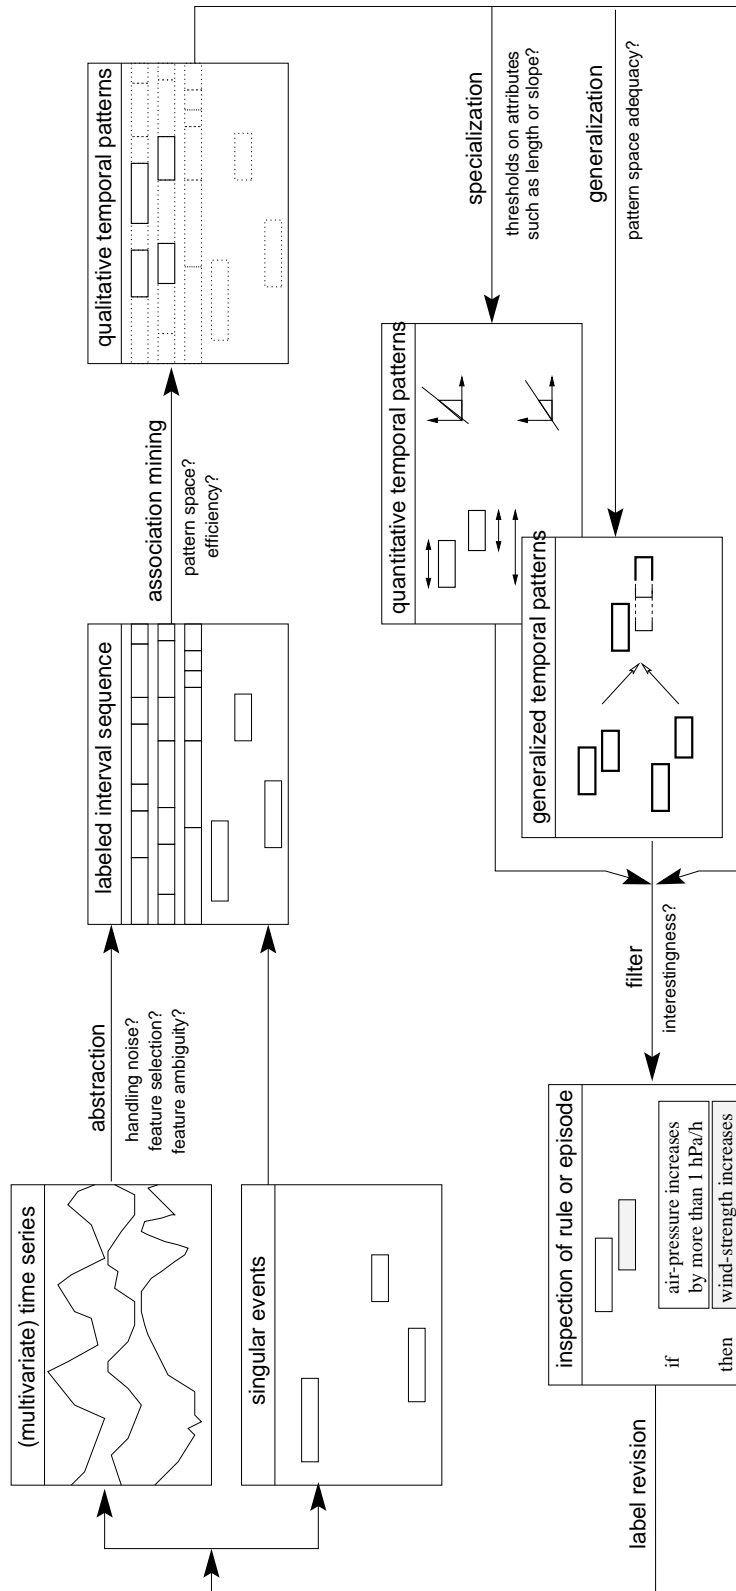 (multivariate) time series
singular events
abstraction
handling noise?
feature selection?
feature ambiguity?
labeled interval sequence
association mining
pattern space?
efficiency?
qualitative temporal patterns
specialization
thresholds on attributes
such as length or slope?
generalization
pattern space adequacy?
quantitative temporal patterns
generalized temporal patterns
filter
interestingness?
inspection of rule or episode
if
air-pressure increases
by more than 1 hPa/h
then
wind-strength increases
label revision